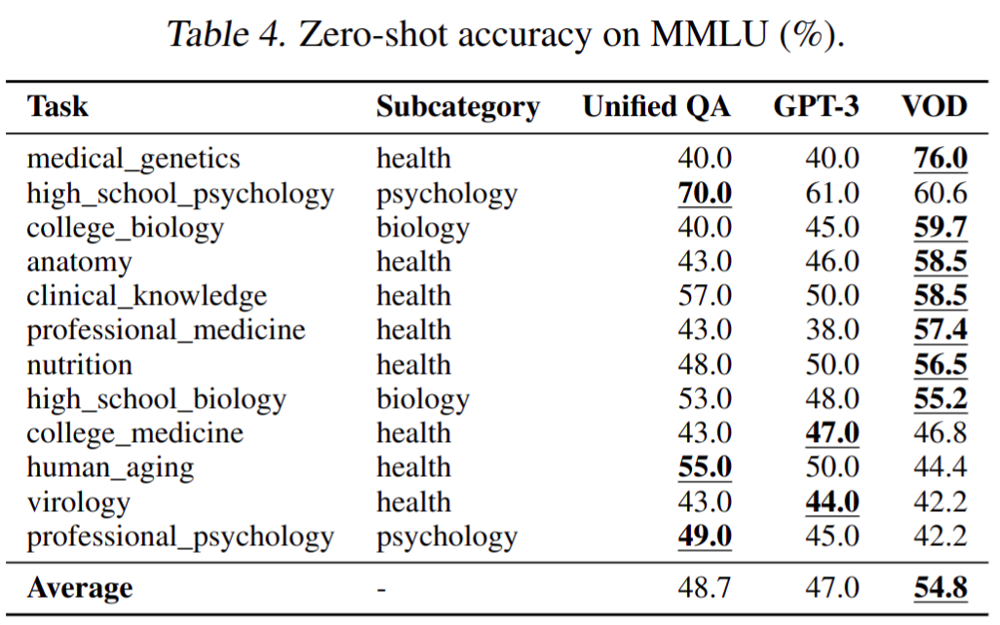 Table 4. Zero-shot accuracy on MMLU (%).
Task Subcategory Unified QA GPT-3 VOD
medical_genetics health 40.0 40.0 76.0
high_school_psychology psychology 70.0 61.0 60.6
college_biology biology 40.0 45.0 59.7
anatomy health 43.0 46.0 58.5
clinical_knowledge health 57.0 50.0 58.5
professional_medicine health 43.0 38.0 57.4
nutrition health 48.0 50.0 56.5
high_school_biology biology 53.0 48.0 55.2
college_medicine health 43.0 47.0 46.8
human_aging health 55.0 50.0 44.4
virology health 43.0 44.0 42.2
professional_psychology psychology 49.0 45.0 42.2
Average - 48.7 47.0 54.8